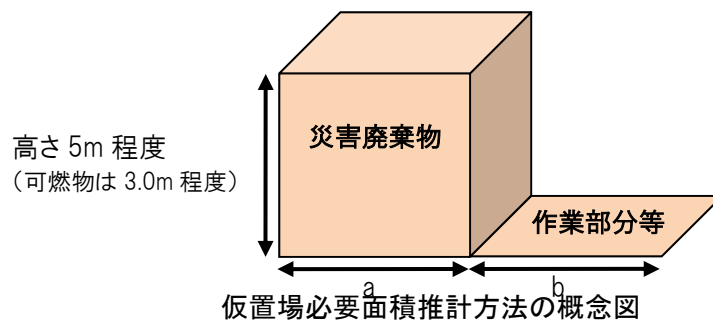 災害廃棄物
高さ 5m 程度
（可燃物は 3.0m 程度）
作業部分等
a
b
仮置場必要面積推計方法の概念図